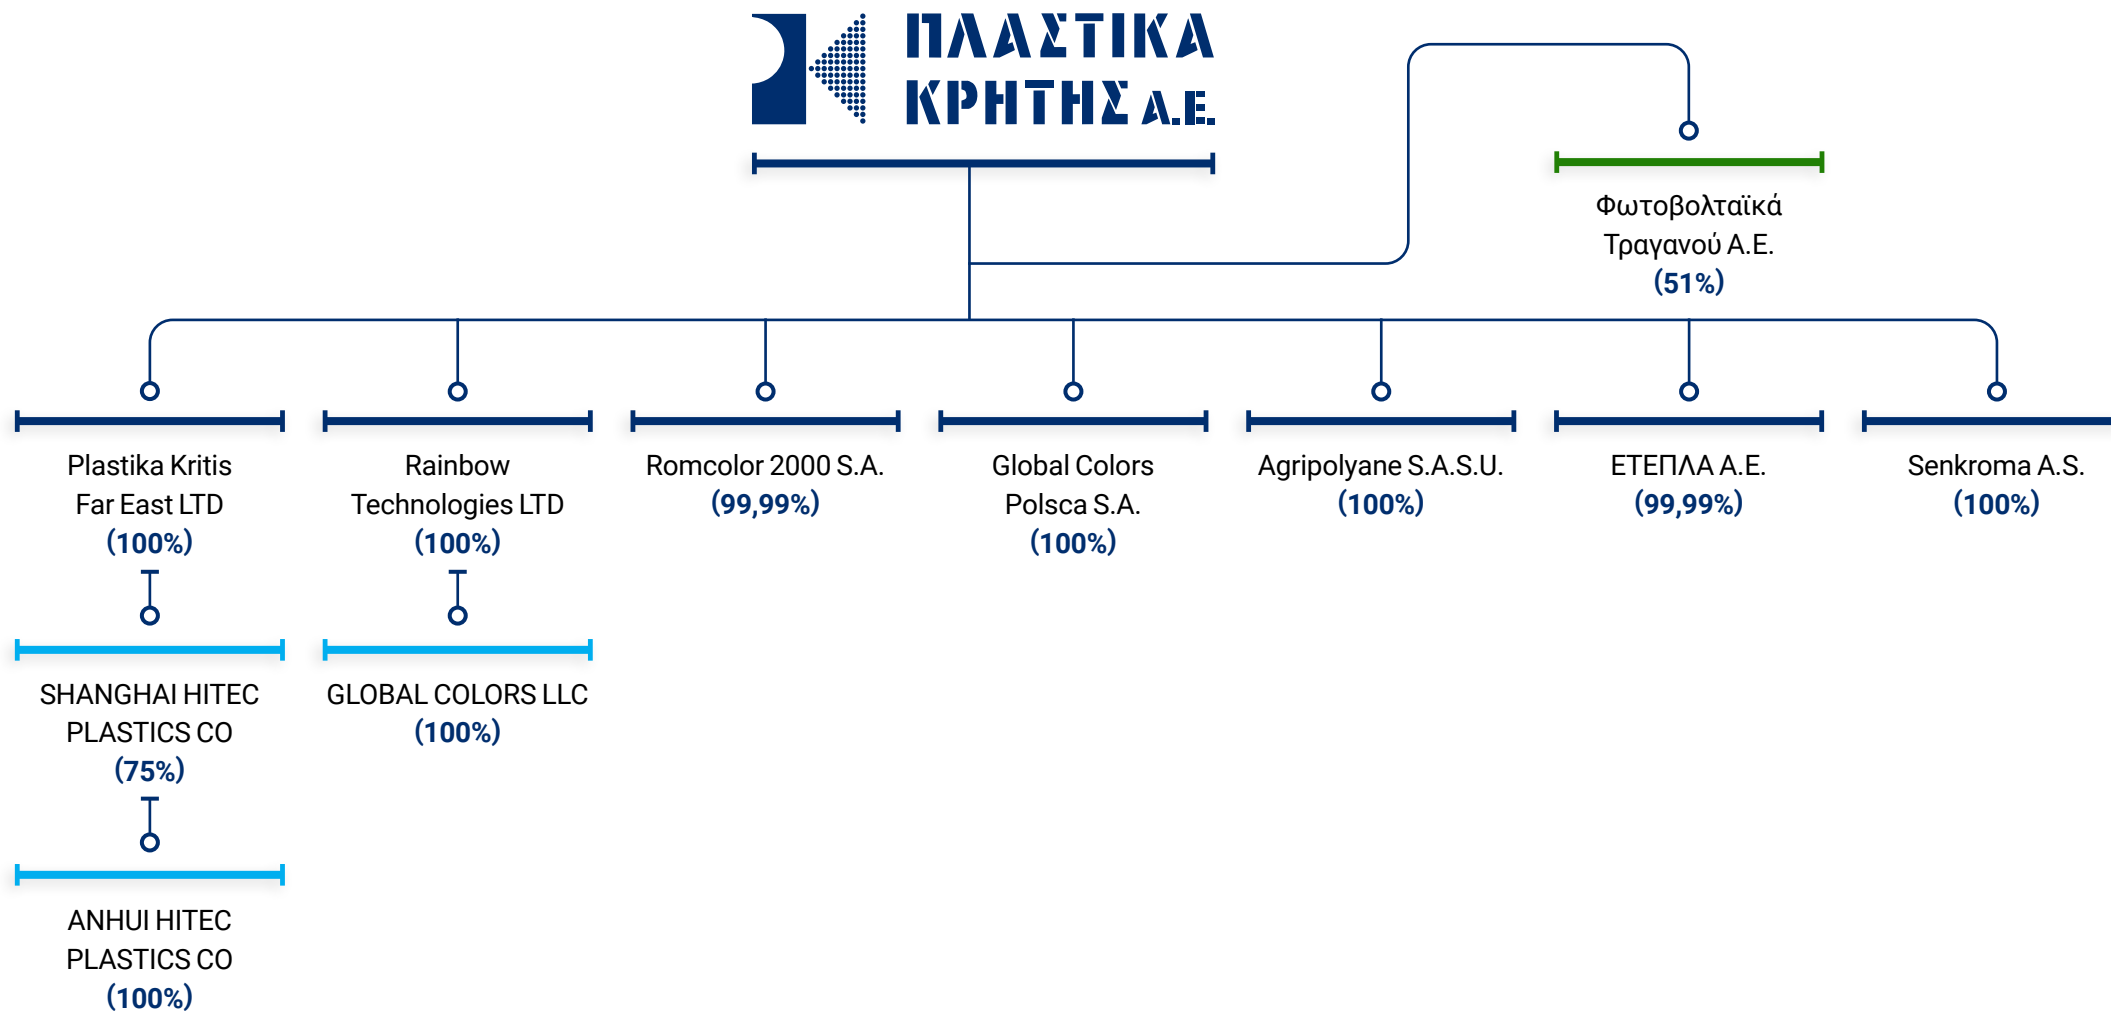 ΠΛΑΣΤΙΚΑ
ΚΡΗΤΗΣ Α.Ε.
Φωτοβολταϊκά
Τραγανού Α.Ε.
(51%)
Plastika Kritis
Far East LTD
(100%)
Rainbow
Technologies LTD
(100%)
Romcolor 2000 S.A.
(99,99%)
Global Colors
Polsca S.A.
(100%)
Agripolyane S.A.S.U.
(100%)
ΕΤΕΠΛΑ Α.Ε.
(99,99%)
Senkroma A.S.
(100%)
SHANGHAI HITEC
PLASTICS CO
(75%)
GLOBAL COLORS LLC
(100%)
ANHUI HITEC
PLASTICS CO
(100%)